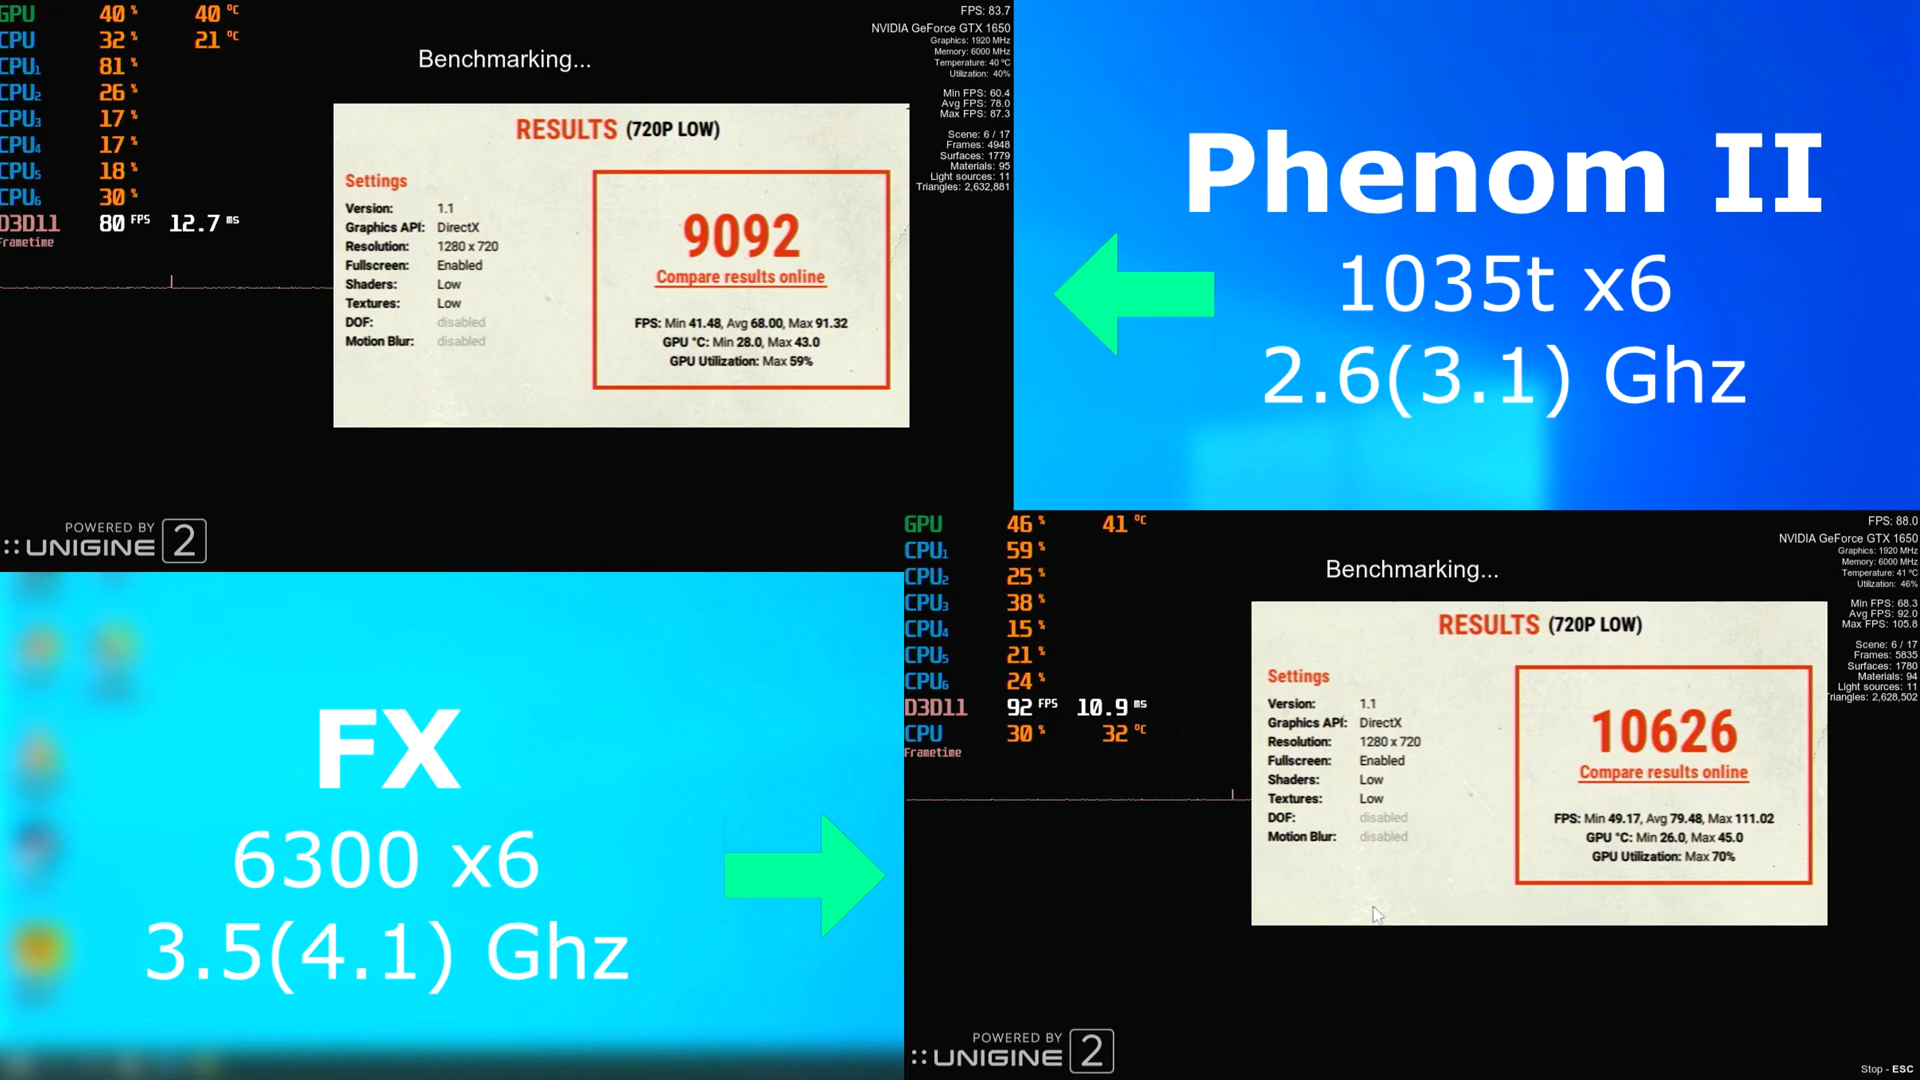 GPU 40 % 40 °C
CPU 32 % 21 °C
CPU1 81 %
CPU2 26 %
CPU3 17 %
CPU4 17 %
CPU5 18 %
CPU6 30 %
D3D11 80 FPS 12.7 ms
Frametime
Benchmarking...
RESULTS (720P LOW)
Settings
Version: 1.1
Graphics API: DirectX
Resolution: 1280 x 720
Fullscreen: Enabled
Shaders: Low
Textures: Low
DOF: disabled
Motion Blur: disabled
9092
Compare results online
FPS: Min 41.48, Avg 68.00, Max 91.32
GPU °C: Min 28.0, Max 43.0
GPU Utilization: Max 59%
FPS: 83.7
NVIDIA GeForce GTX 1650
Graphics: 1920 MHz
Memory: 6000 MHz
Temperature: 40 °C
Utilization: 40%
Min FPS: 60.4
Avg FPS: 78.0
Max FPS: 87.3
Scene: 6 / 17
Frames: 4948
Surfaces: 1779
Materials: 95
Light sources: 11
Triangles: 2,632,881
POWERED BY
UNIGINE 2
Phenom II
1035t x6
2.6(3.1) Ghz
FX
6300 x6
3.5(4.1) Ghz
GPU 46 % 41 °C
CPU1 59 %
CPU2 25 %
CPU3 38 %
CPU4 15 %
CPU5 21 %
CPU6 24 %
D3D11 92 FPS 10.9 ms
CPU 30 % 32 °C
Frametime
Benchmarking...
RESULTS (720P LOW)
Settings
Version: 1.1
Graphics API: DirectX
Resolution: 1280 x 720
Fullscreen: Enabled
Shaders: Low
Textures: Low
DOF: disabled
Motion Blur: disabled
10626
Compare results online
FPS: Min 49.17, Avg 79.48, Max 111.02
GPU °C: Min 26.0, Max 45.0
GPU Utilization: Max 70%
FPS: 88.0
NVIDIA GeForce GTX 1650
Graphics: 1920 MHz
Memory: 6000 MHz
Temperature: 41 °C
Utilization: 46%
Min FPS: 68.3
Avg FPS: 92.0
Max FPS: 105.8
Scene: 6 / 17
Frames: 5835
Surfaces: 1780
Materials: 94
Light sources: 11
Triangles: 2,628,502
POWERED BY
UNIGINE 2
Stop - ESC